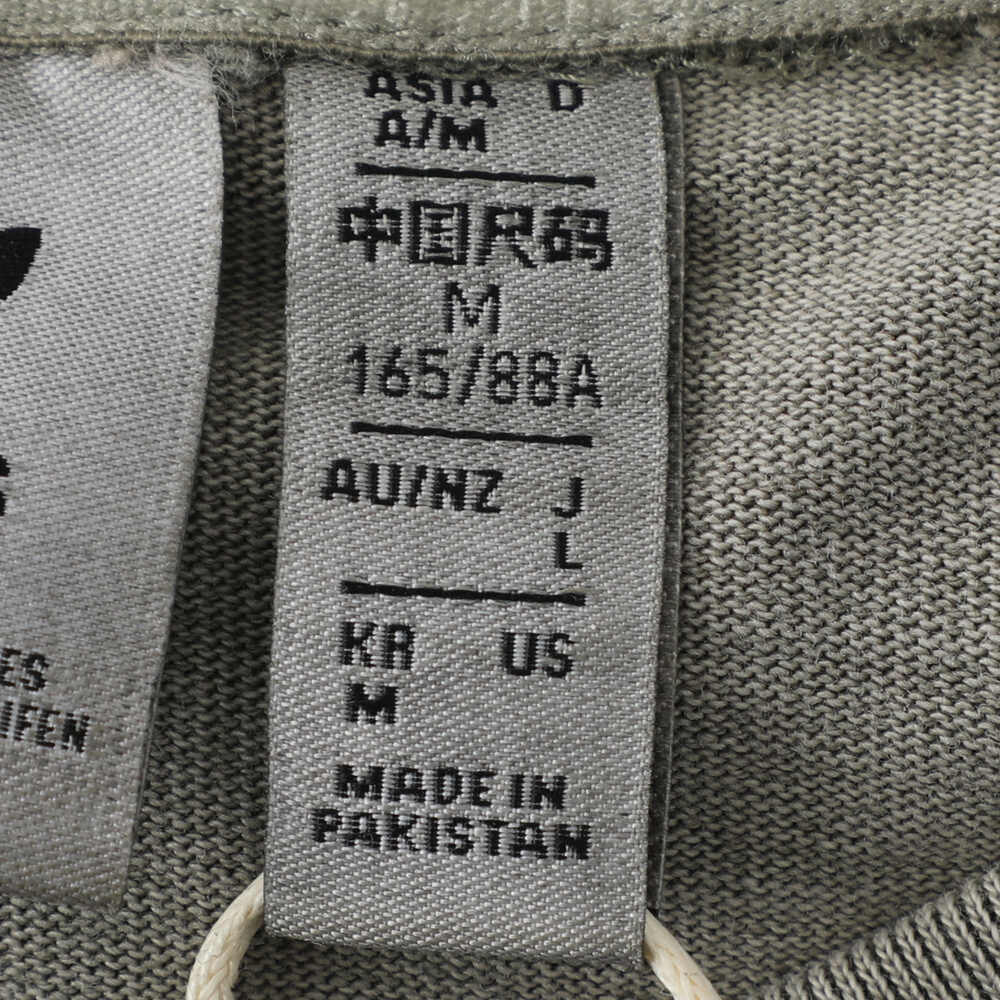 ASIA D
A/M
中国尺码
M
165/88A
AU/NZ J
L
KR US
M
MADE IN
PAKISTAN
ES
IFEN